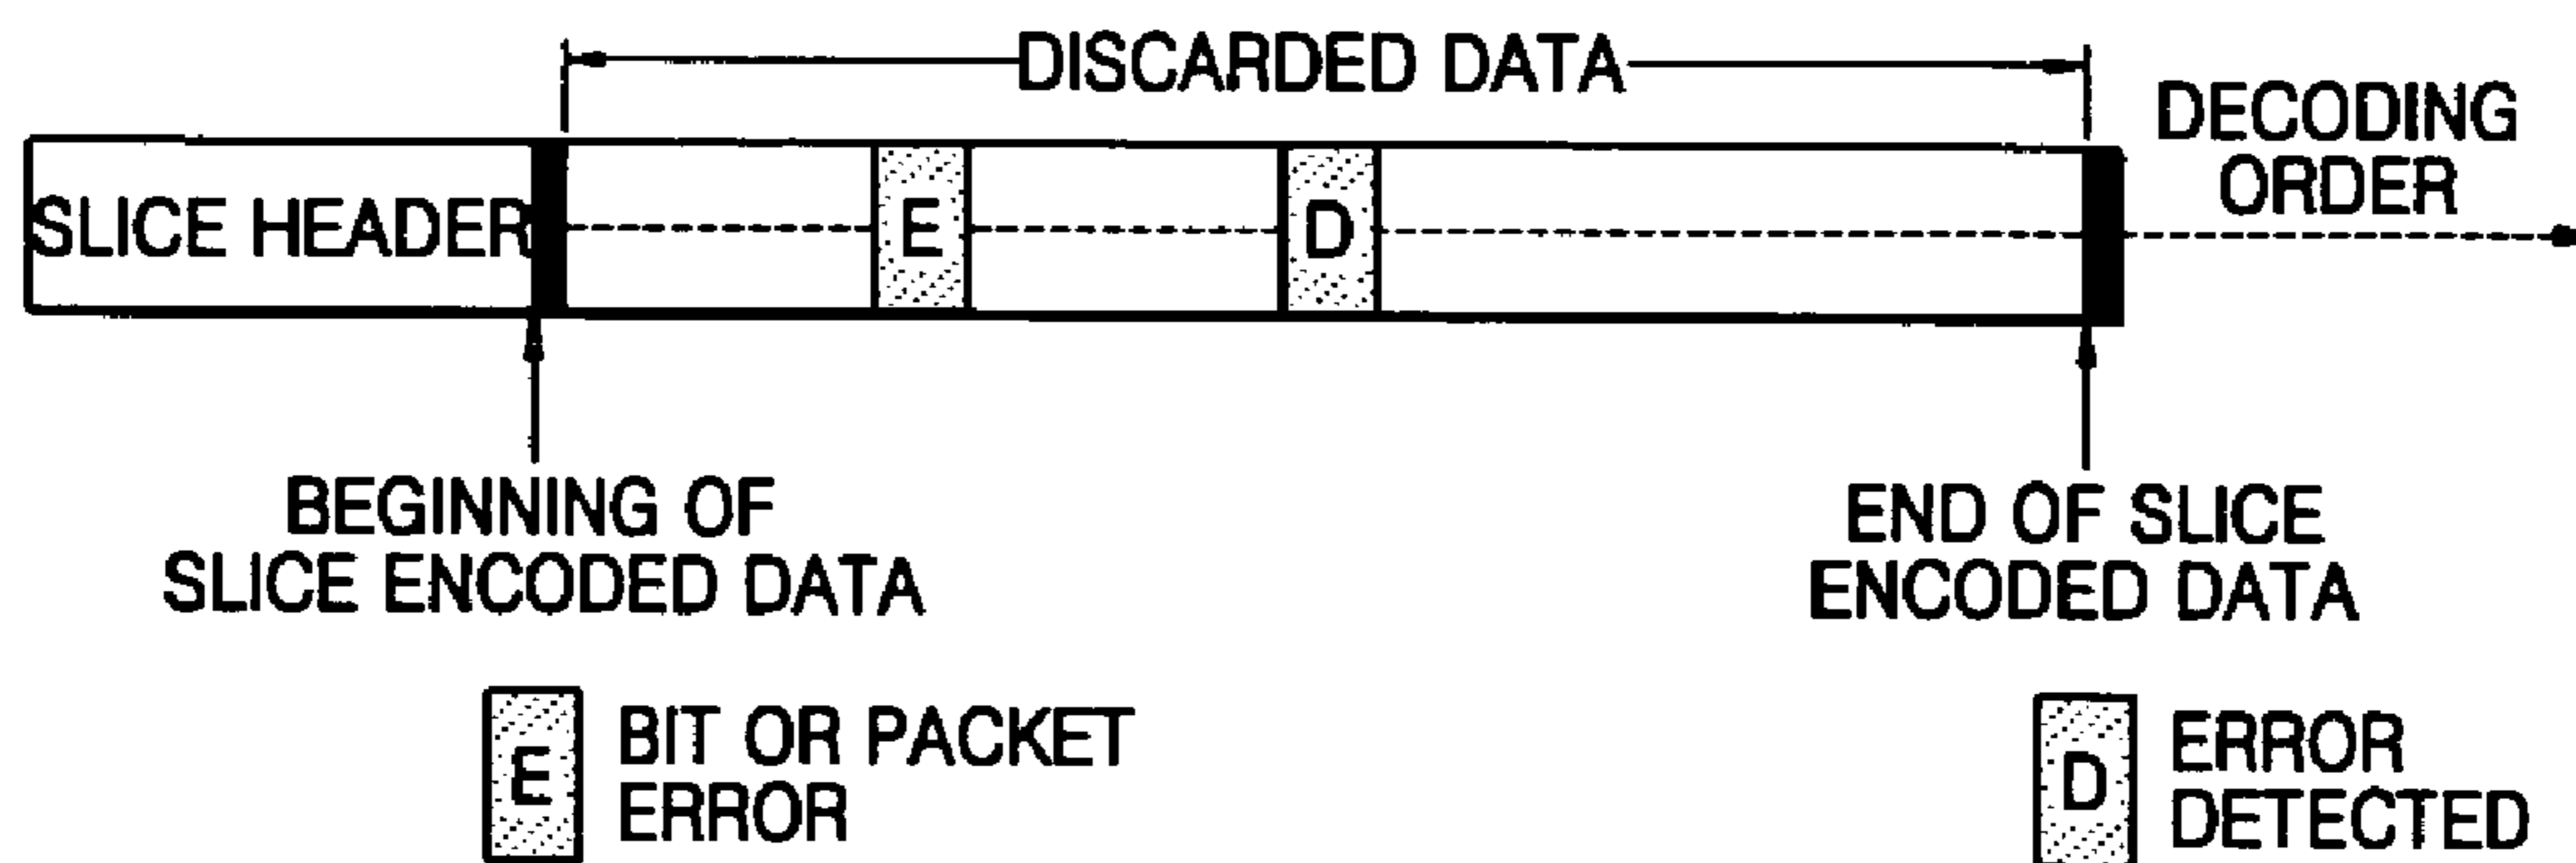 DISCARDED DATA
DECODING
ORDER
SLICE HEADER
E
D
BEGINNING OF
SLICE ENCODED DATA
END OF SLICE
ENCODED DATA
E
BIT OR PACKET
ERROR
D
ERROR
DETECTED